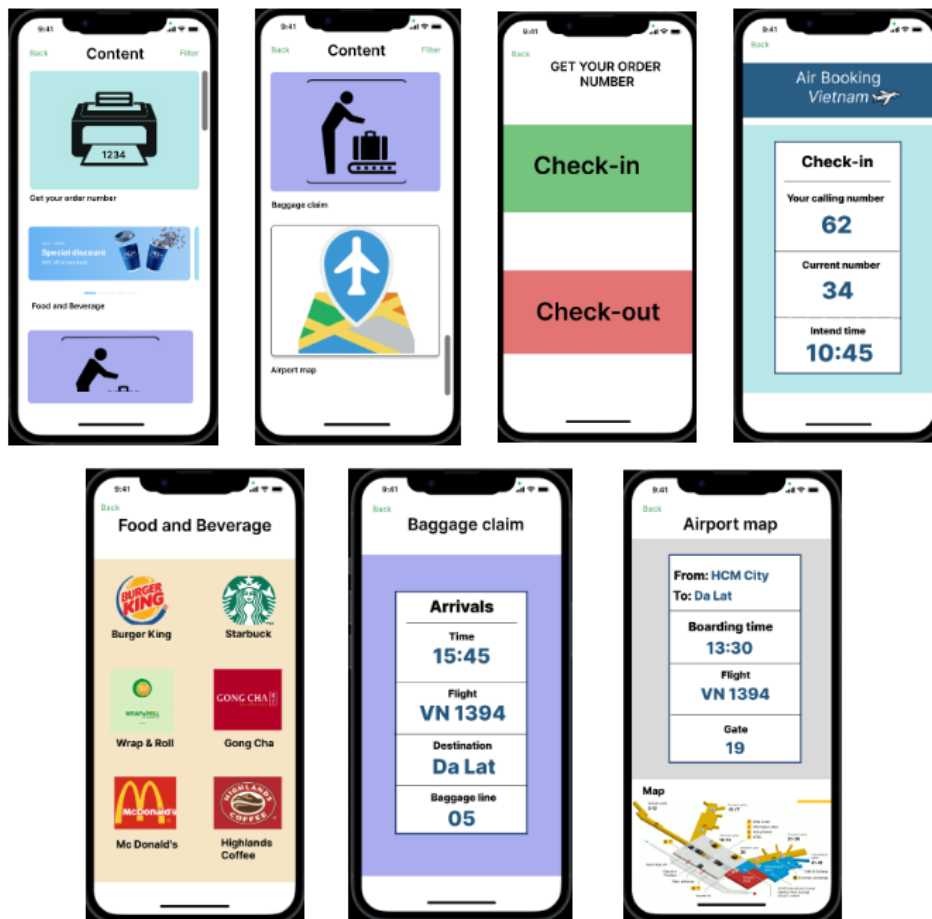 9:41
Back
Content
Filter
1234
Get your order number
Special discount
Food and Beverage
9:41
Back
Content
Filter
Baggage claim
Airport map
9:41
Back
GET YOUR ORDER
NUMBER
Check-in
Check-out
9:41
Back
Air Booking
Vietnam
Check-in
Your calling number
62
Current number
34
Intend time
10:45
9:41
Back
Food and Beverage
BURGER
KING
Burger King
Starbuck
WRAP&ROLL
Wrap & Roll
GONG CHA
Gong Cha
McDonald's
Mc Donald's
HIGHLANDS
COFFEE
Highlands
Coffee
9:41
Back
Baggage claim
Arrivals
Time
15:45
Flight
VN 1394
Destination
Da Lat
Baggage line
05
9:41
Back
Airport map
From: HCM City
To: Da Lat
Boarding time
13:30
Flight
VN 1394
Gate
19
Map